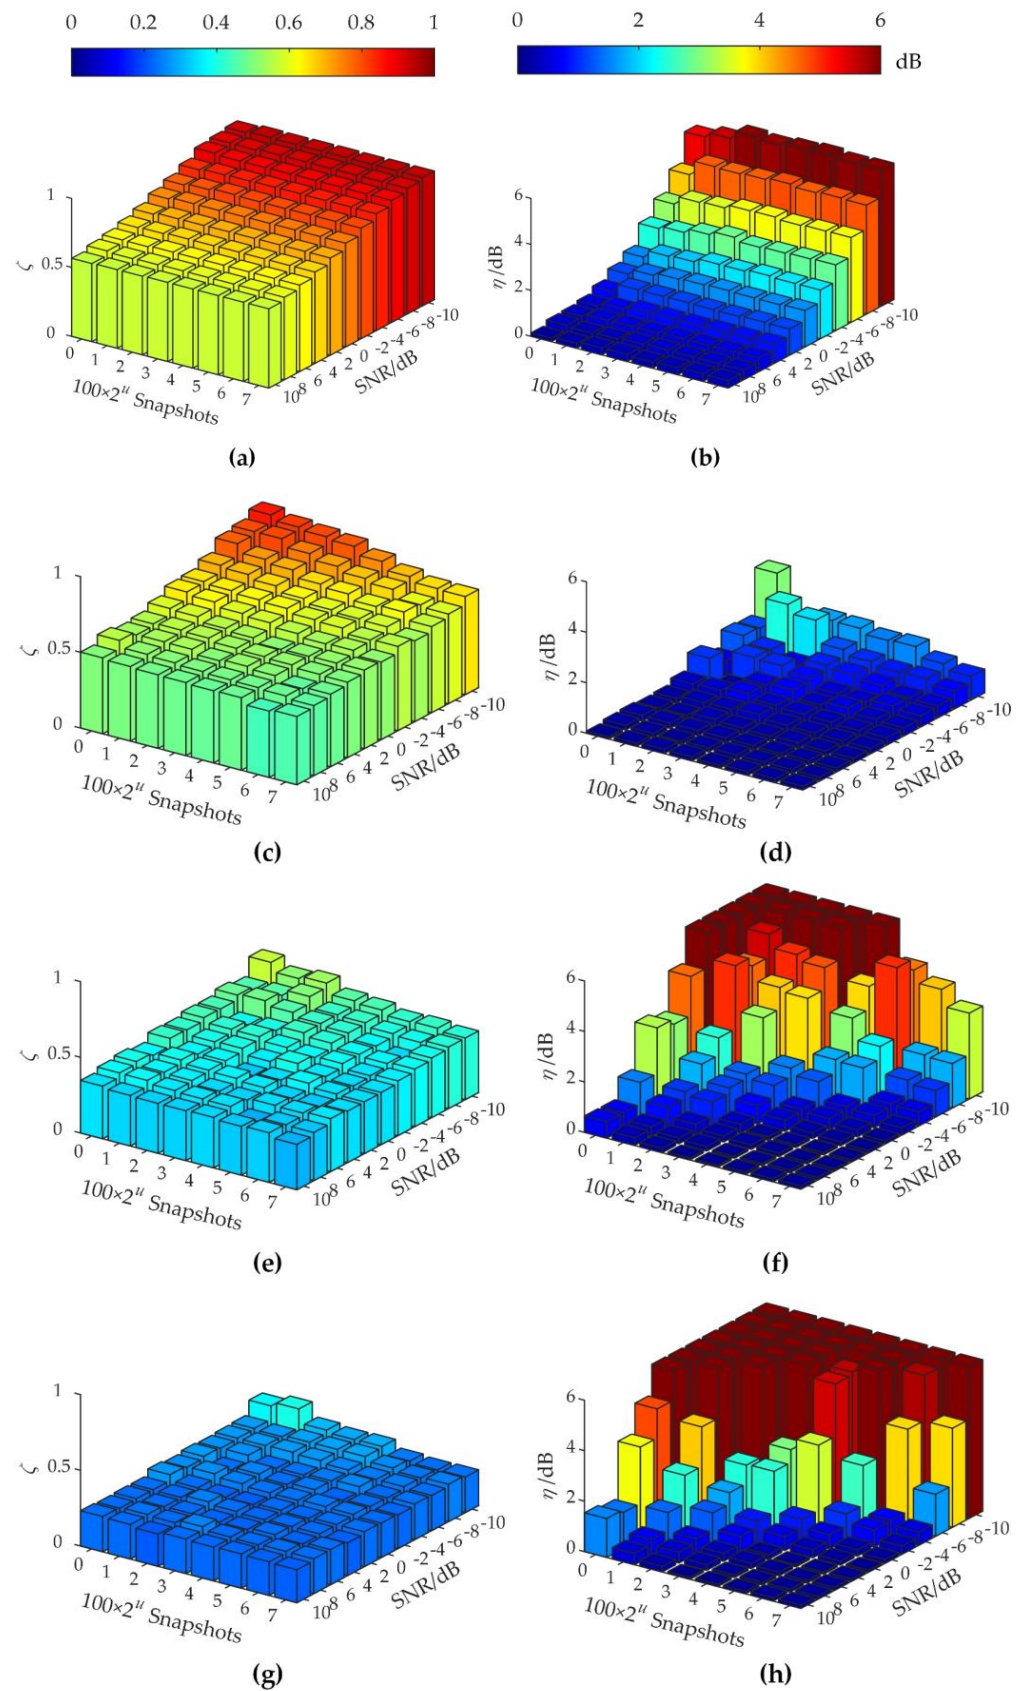 0 0.2 0.4 0.6 0.8 1
0 2 4 6
dB
1
0.5
0
ζ
0 1 2 3 4 5 6 7
100×2^u Snapshots
10 8 6 4 2 0 -2 -4 -6 -8 -10
SNR/dB
(a)
6
4
2
0
η/dB
0 1 2 3 4 5 6 7
100×2^u Snapshots
10 8 6 4 2 0 -2 -4 -6 -8 -10
SNR/dB
(b)
1
0.5
0
ζ
0 1 2 3 4 5 6 7
100×2^u Snapshots
10 8 6 4 2 0 -2 -4 -6 -8 -10
SNR/dB
(c)
6
4
2
0
η/dB
0 1 2 3 4 5 6 7
100×2^u Snapshots
10 8 6 4 2 0 -2 -4 -6 -8 -10
SNR/dB
(d)
1
0.5
0
ζ
0 1 2 3 4 5 6 7
100×2^u Snapshots
10 8 6 4 2 0 -2 -4 -6 -8 -10
SNR/dB
(e)
6
4
2
0
η/dB
0 1 2 3 4 5 6 7
100×2^u Snapshots
10 8 6 4 2 0 -2 -4 -6 -8 -10
SNR/dB
(f)
1
0.5
0
ζ
0 1 2 3 4 5 6 7
100×2^u Snapshots
10 8 6 4 2 0 -2 -4 -6 -8 -10
SNR/dB
(g)
6
4
2
0
η/dB
0 1 2 3 4 5 6 7
100×2^u Snapshots
10 8 6 4 2 0 -2 -4 -6 -8 -10
SNR/dB
(h)